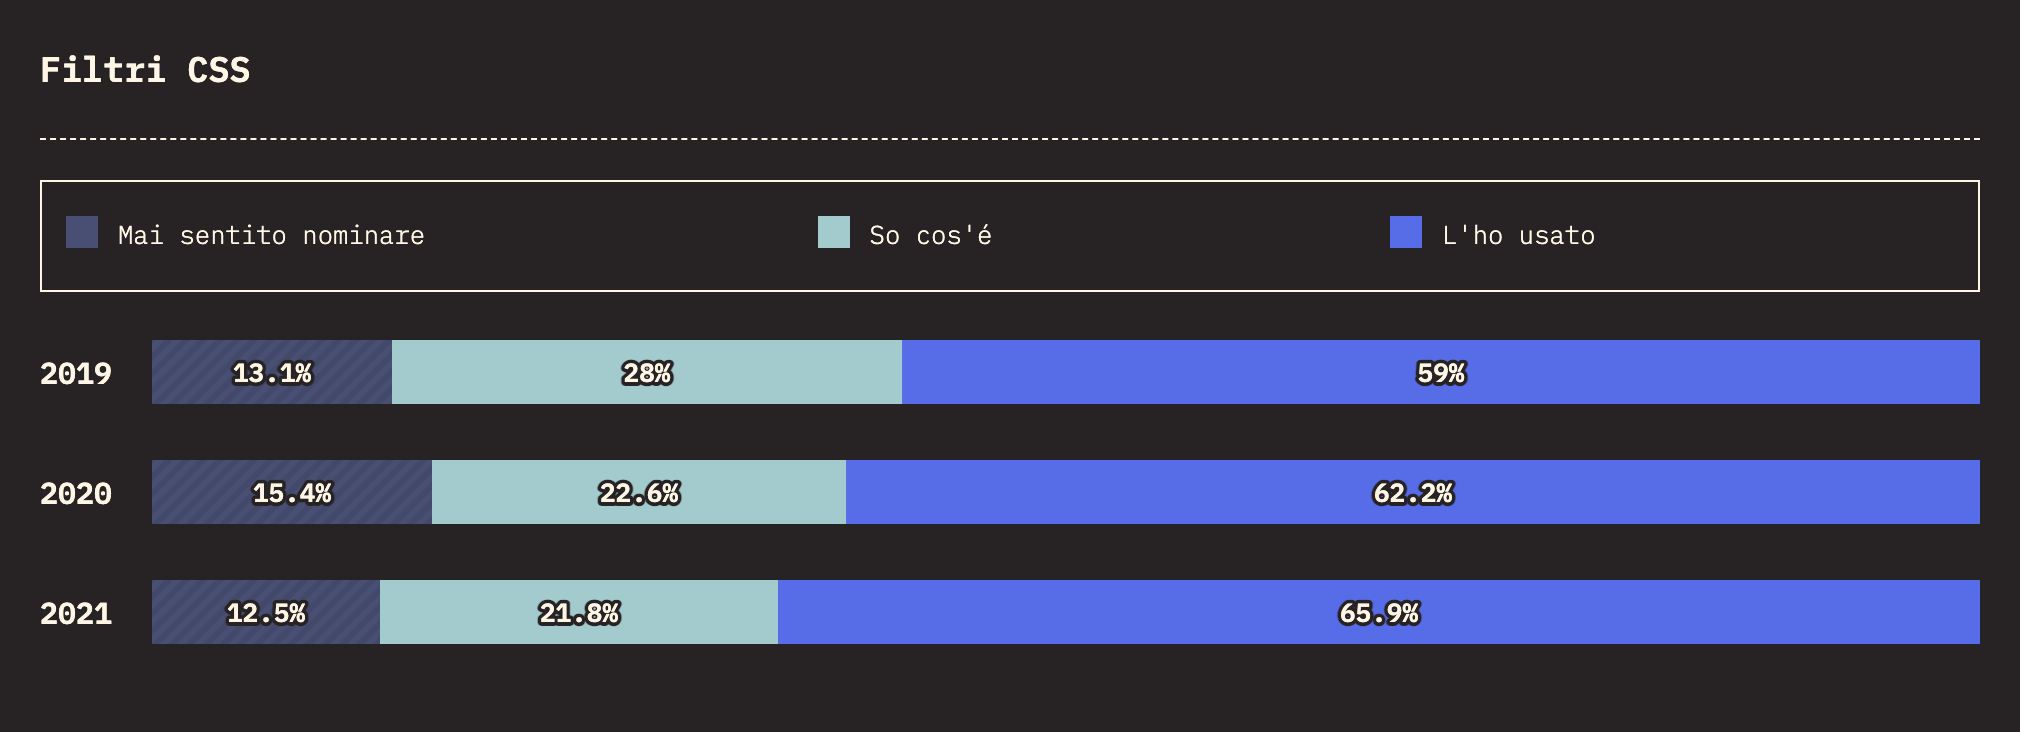 Filtri CSS
Mai sentito nominare So cos'é L'ho usato
2019 13.1% 28% 59%
2020 15.4% 22.6% 62.2%
2021 12.5% 21.8% 65.9%